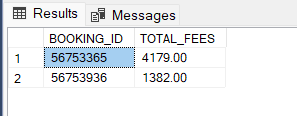 Results Messages
BOOKING_ID TOTAL_FEES
1 56753365 4179.00
2 56753936 1382.00